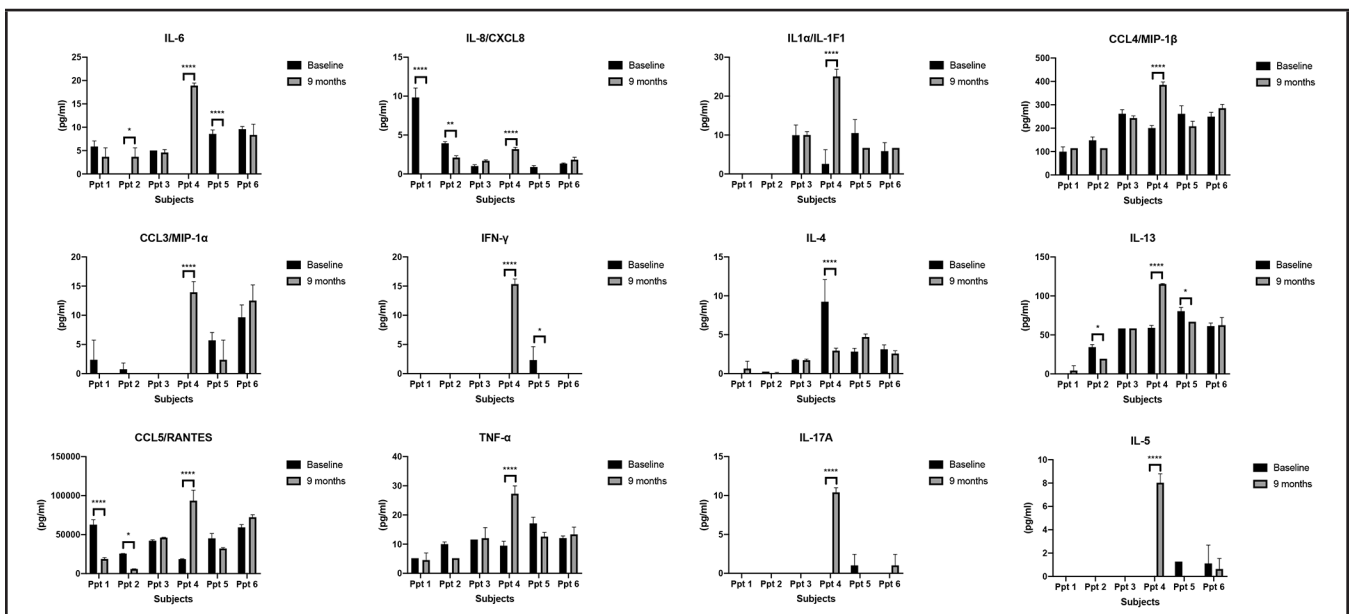 IL-6
25
20
15
10
5
0
(pg/ml)
****
*
****
Baseline
9 months
Ppt 1 Ppt 2 Ppt 3 Ppt 4 Ppt 5 Ppt 6
Subjects
IL-8/CXCL8
15
10
5
0
(pg/ml)
****
**
****
Baseline
9 months
Ppt 1 Ppt 2 Ppt 3 Ppt 4 Ppt 5 Ppt 6
Subjects
IL1α/IL-1F1
30
20
10
0
(pg/ml)
****
Baseline
9 months
Ppt 1 Ppt 2 Ppt 3 Ppt 4 Ppt 5 Ppt 6
Subjects
CCL4/MIP-1β
500
400
300
200
100
0
(pg/ml)
****
Baseline
9 months
Ppt 1 Ppt 2 Ppt 3 Ppt 4 Ppt 5 Ppt 6
Subjects
CCL3/MIP-1α
20
15
10
5
0
(pg/ml)
****
Baseline
9 months
Ppt 1 Ppt 2 Ppt 3 Ppt 4 Ppt 5 Ppt 6
Subjects
IFN-γ
20
15
10
5
0
(pg/ml)
****
*
Baseline
9 months
Ppt 1 Ppt 2 Ppt 3 Ppt 4 Ppt 5 Ppt 6
Subjects
IL-4
15
10
5
0
(pg/ml)
****
Baseline
9 months
Ppt 1 Ppt 2 Ppt 3 Ppt 4 Ppt 5 Ppt 6
Subjects
IL-13
150
100
50
0
(pg/ml)
****
*
*
Baseline
9 months
Ppt 1 Ppt 2 Ppt 3 Ppt 4 Ppt 5 Ppt 6
Subjects
CCL5/RANTES
150000
100000
50000
0
(pg/ml)
****
****
*
Baseline
9 months
Ppt 1 Ppt 2 Ppt 3 Ppt 4 Ppt 5 Ppt 6
Subjects
TNF-α
40
30
20
10
0
(pg/ml)
****
Baseline
9 months
Ppt 1 Ppt 2 Ppt 3 Ppt 4 Ppt 5 Ppt 6
Subjects
IL-17A
15
10
5
0
(pg/ml)
****
Baseline
9 months
Ppt 1 Ppt 2 Ppt 3 Ppt 4 Ppt 5 Ppt 6
Subjects
IL-5
10
8
6
4
2
0
(pg/ml)
****
Baseline
9 months
Ppt 1 Ppt 2 Ppt 3 Ppt 4 Ppt 5 Ppt 6
Subjects